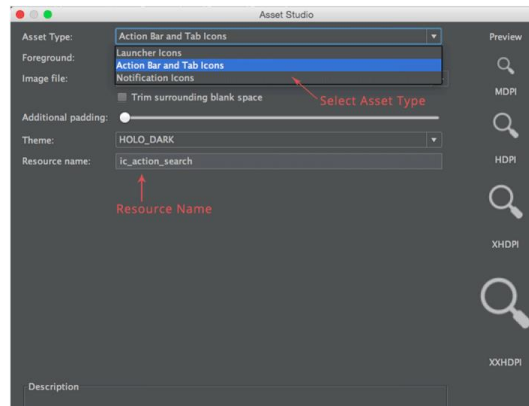 Asset Studio
Asset Type:
Action Bar and Tab Icons
Preview
Foreground:
Launcher Icons
Action Bar and Tab Icons
Image file:
Notification Icons
MDPI
Trim surrounding blank space
Select Asset Type
Additional padding:
Theme:
HOLO_DARK
HDPI
Resource name:
ic_action_search
Resource Name
XHDPI
XXHDPI
Description